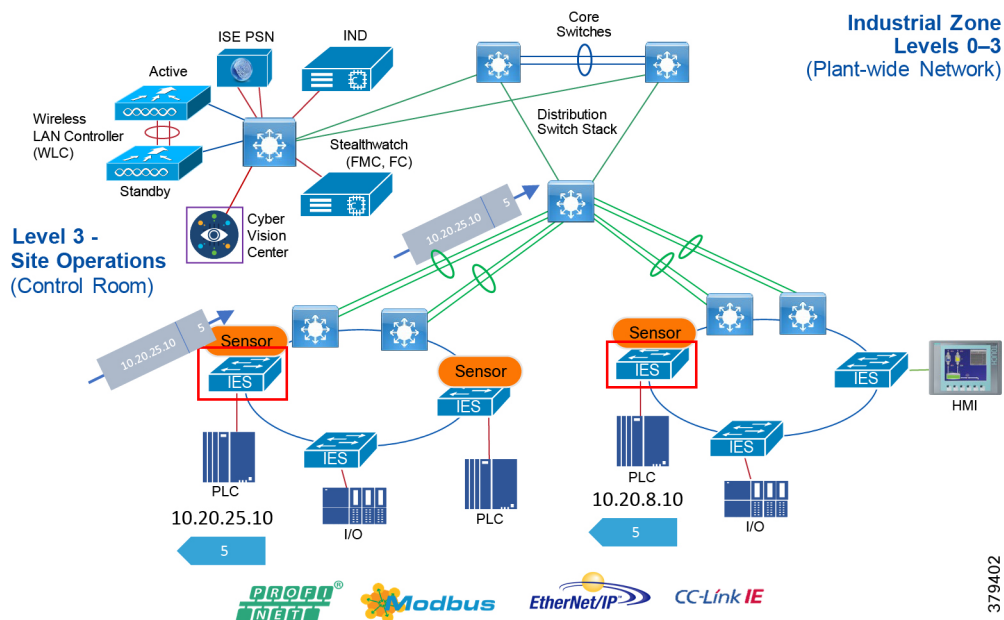 Industrial Zone
Levels 0–3
(Plant-wide Network)
Core
Switches
ISE PSN
IND
Active
Wireless
LAN Controller
(WLC)
Standby
Stealthwatch
(FMC, FC)
Distribution
Switch Stack
Cyber
Vision
Center
10.20.25.10 5
Level 3 -
Site Operations
(Control Room)
10.20.25.10 5
Sensor
IES
Sensor
IES
IES
PLC
10.20.25.10
5
I/O
PLC
Sensor
IES
IES
HMI
IES
PLC
10.20.8.10
5
I/O
PROFI
NET®
Modbus
EtherNet/IP™
CC-Link IE
379402